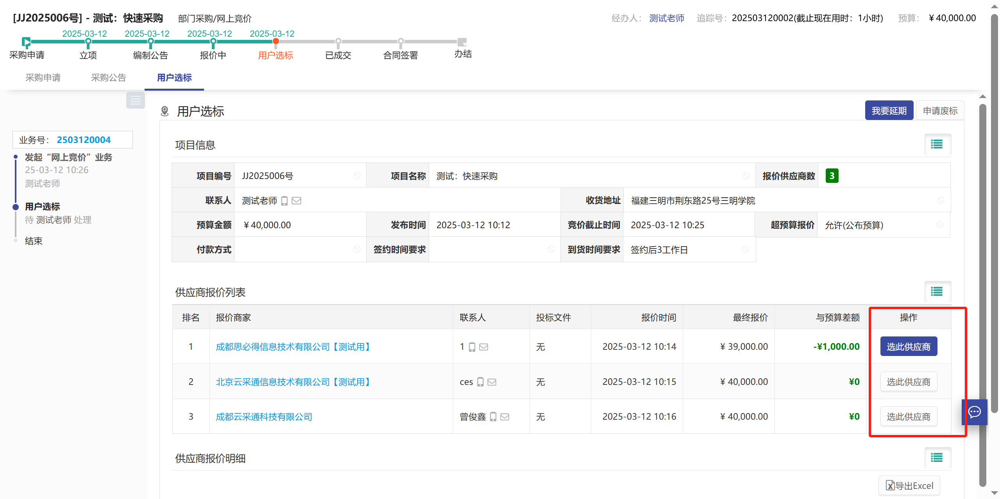 [JJ2025006号] - 测试：快速采购 部门采购/网上竞价 经办人： 测试老师 追踪号：202503120002(截止现在用时：1小时) 预算： ￥40,000.00
2025-03-12 2025-03-12 2025-03-12 2025-03-12
采购申请 立项 编制公告 报价中 用户选标 已成交 合同签署 办结
采购申请 采购公告 用户选标
用户选标 我要延期 申请废标
业务号： 2503120004
发起“网上竞价”业务
25-03-12 10:26
测试老师
用户选标
待 测试老师 处理
结束
项目信息
项目编号 JJ2025006号 项目名称 测试：快速采购 报价供应商数 3
联系人 测试老师 收货地址 福建三明市荆东路25号三明学院
预算金额 ￥40,000.00 发布时间 2025-03-12 10:12 竞价截止时间 2025-03-12 10:25 超预算报价 允许(公布预算)
付款方式 签约时间要求 到货时间要求 签约后3工作日
供应商报价列表
排名 报价商家 联系人 投标文件 报价时间 最终报价 与预算差额 操作
1 成都思必得信息技术有限公司【测试用】 1 无 2025-03-12 10:14 ¥ 39,000.00 -¥1,000.00 选此供应商
2 北京云采通信息技术有限公司【测试用】 ces 无 2025-03-12 10:15 ¥ 40,000.00 ¥0 选此供应商
3 成都云采通科技有限公司 曾俊鑫 无 2025-03-12 10:16 ¥ 40,000.00 ¥0 选此供应商
供应商报价明细
导出Excel